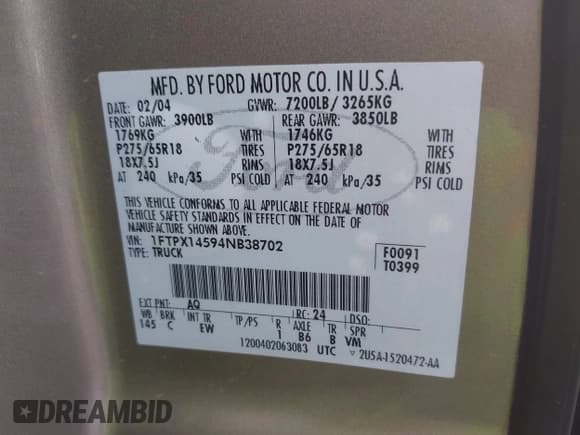 MFD. BY FORD MOTOR CO. IN U.S.A.
DATE: 02/04 GVWR: 7200LB/ 3265KG
FRONT GAWR: 3900LB REAR GAWR: 3850LB
1769KG WITH 1746KG WITH
P275/65R18 TIRES P275/65R18 TIRES
18X7.5J RIMS 18X7.5J RIMS
AT 240 kPa/35 PSI COLD AT 240 kPa/35 PSI COLD
Ford
THIS VEHICLE CONFORMS TO ALL APPLICABLE FEDERAL MOTOR
VEHICLE SAFETY STANDARDS IN EFFECT ON THE DATE OF
MANUFACTURE SHOWN ABOVE.
VIN: 1FTPX14594NB38702 F0091
TYPE: TRUCK T0399
EXT PNT: AQ RC: 24 DSO:
WB BRK INT TR TP/PS R AXLE TR SPR
145 C EW 1 B6 B VM
1200402063083 UTC ▽ 2U5A-1520472-AA
DREAMBID